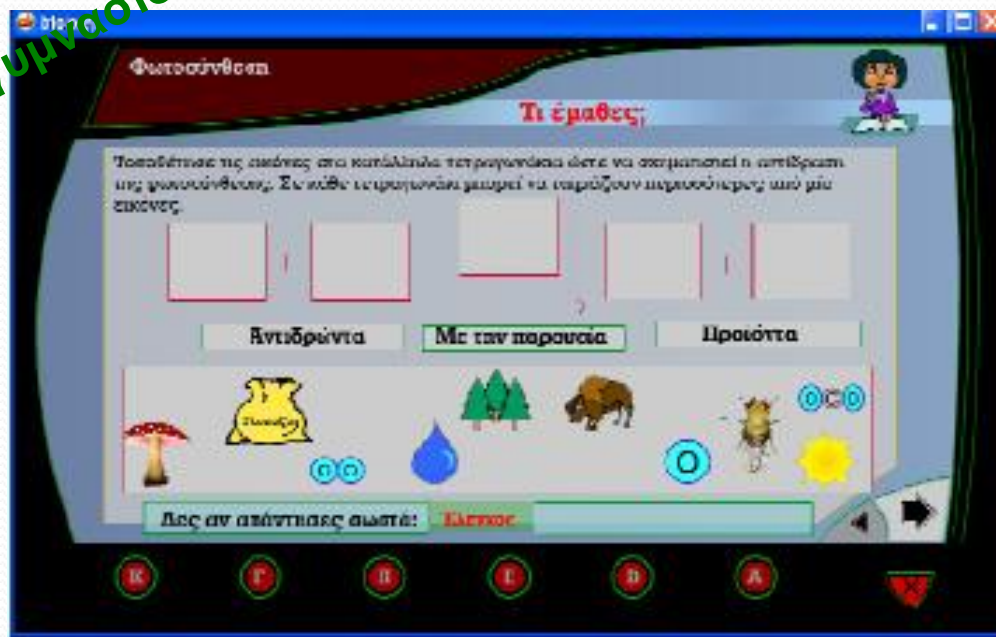 Φωτοσύνθεση
Τι έμαθες;
Τοποθέτησε τις εικόνες στα κατάλληλα τετραγωνάκια ώστε να σχηματιστεί η αντίδραση
της φωτοσύνθεσης. Σε κάθε τετραγωνάκι μπορεί να ταιριάζουν περισσότερες από μία
εικόνες.
Αντιδρώντα
Με την παρουσία
Προιόντα
O C O
O O
O
Δες αν απάντησες σωστά: Έλεγχος
Κ Γ Π Ε Θ Λ